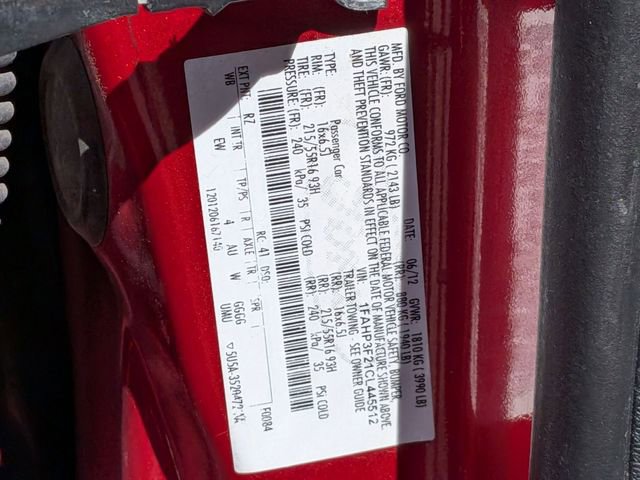 MFD. BY FORD MOTOR CO.
DATE: 06/12 GVWR: 1810 KG ( 3990 LB)
GAWR: (FR) 972 KG ( 2143 LB) (RR) 880 KG ( 1940 LB)
THIS VEHICLE CONFORMS TO ALL APPLICABLE FEDERAL MOTOR VEHICLE SAFETY, BUMPER
AND THEFT PREVENTION STANDARDS IN EFFECT ON THE DATE OF MANUFACTURE SHOWN ABOVE.
VIN: 1FAHP3F21CL445512
TYPE: Passenger Car TRAILER TOWING - SEE OWNER GUIDE
RIM: (FR) 16x6.5J (RR) 16x6.5J
TIRE: (FR) 215/55R16 93H (RR) 215/55R16 93H
PRESSURE: (FR) 240 kPa/ 35 PSI COLD (RR) 240 kPa/ 35 PSI COLD
F0084
EXT PNT: RZ RC: 41 DSO:
WB INT TR TP/PS R AXLE TR SPR
EW 4 AU W GGGG UMU